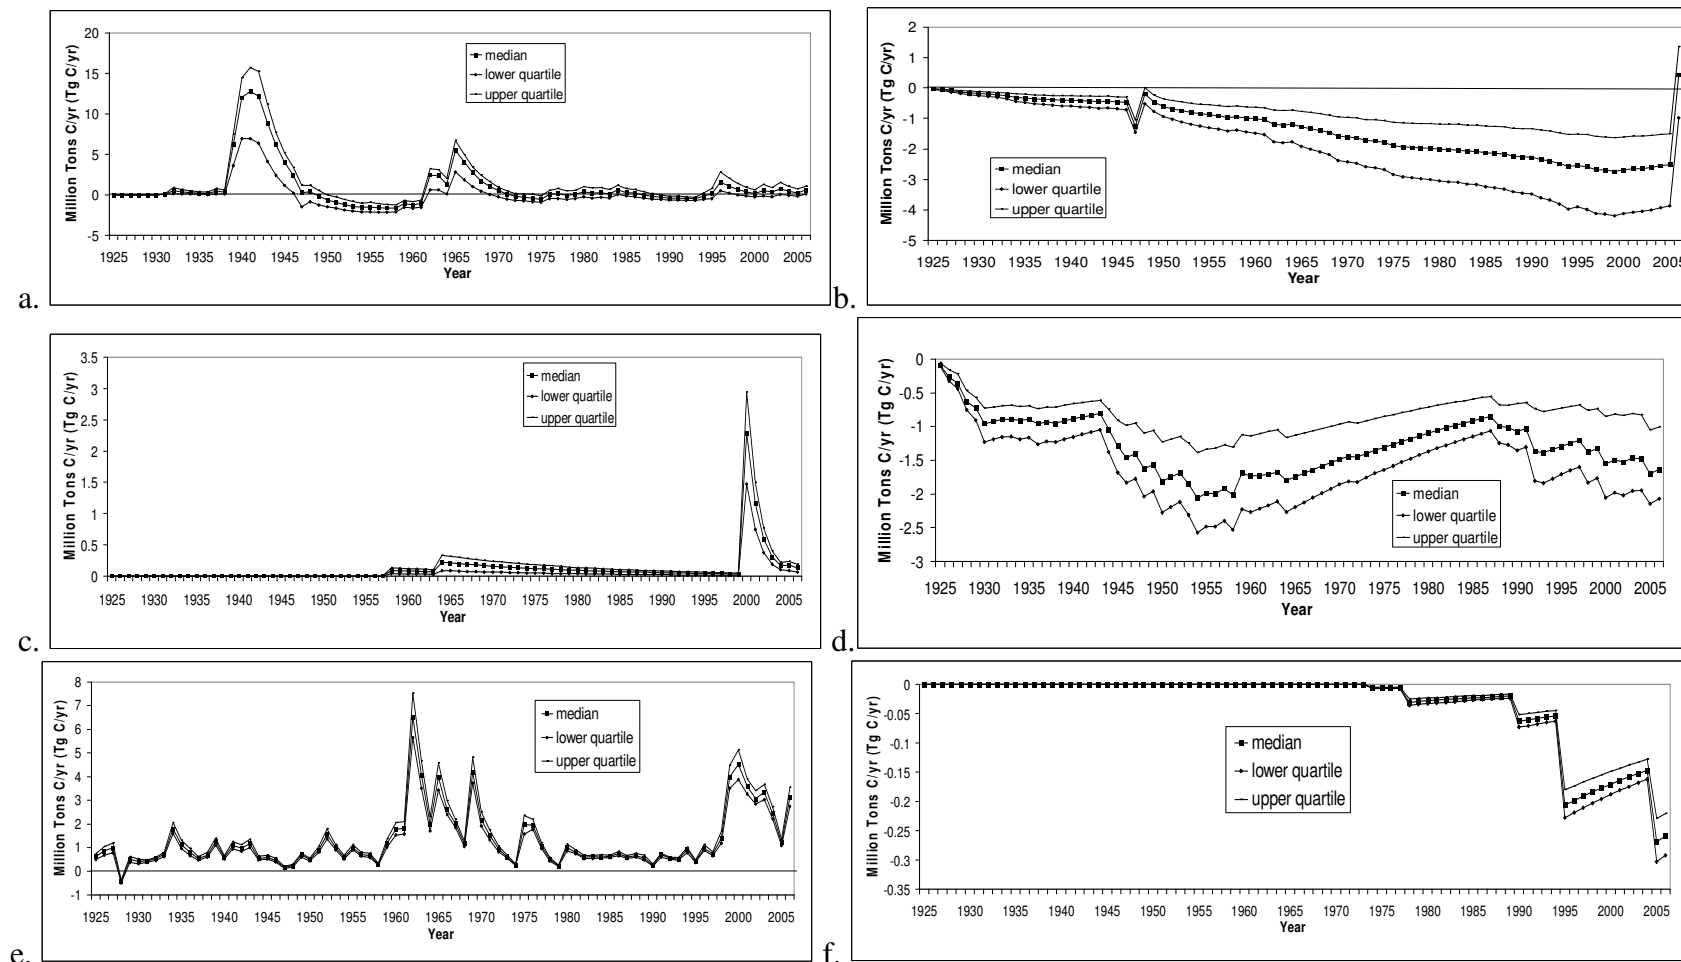 20
15
10
5
0
-5
Million Tons C/yr (Tg C/yr)
median
lower quartile
upper quartile
1925 1930 1935 1940 1945 1950 1955 1960 1965 1970 1975 1980 1985 1990 1995 2000 2005
Year
a.
2
1
0
-1
-2
-3
-4
-5
Million Tons C/yr (Tg C/yr)
median
lower quartile
upper quartile
1925 1930 1935 1940 1945 1950 1955 1960 1965 1970 1975 1980 1985 1990 1995 2000 2005
Year
b.
3.5
3
2.5
2
1.5
1
0.5
0
Million Tons C/yr (Tg C/yr)
median
lower quartile
upper quartile
1925 1930 1935 1940 1945 1950 1955 1960 1965 1970 1975 1980 1985 1990 1995 2000 2005
Year
c.
0
-0.5
-1
-1.5
-2
-2.5
-3
Million Tons C/yr (Tg C/yr)
median
lower quartile
upper quartile
1925 1930 1935 1940 1945 1950 1955 1960 1965 1970 1975 1980 1985 1990 1995 2000 2005
Year
d.
8
7
6
5
4
3
2
1
0
-1
Million Tons C/yr (Tg C/yr)
median
lower quartile
upper quartile
1925 1930 1935 1940 1945 1950 1955 1960 1965 1970 1975 1980 1985 1990 1995 2000 2005
Year
e.
0
-0.05
-0.1
-0.15
-0.2
-0.25
-0.3
-0.35
Million Tons C/yr (Tg C/yr)
median
lower quartile
upper quartile
1925 1930 1935 1940 1945 1950 1955 1960 1965 1970 1975 1980 1985 1990 1995 2000 2005
Year
f.